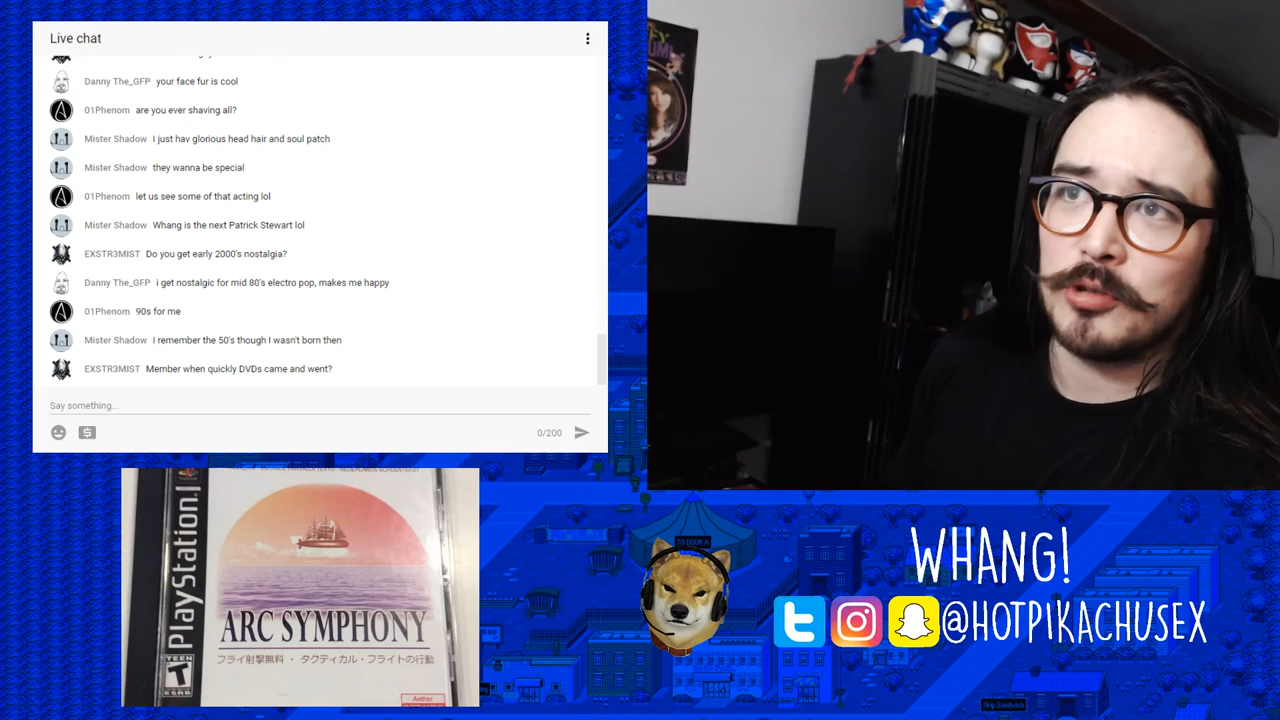 Live chat
Danny The_GFP your face fur is cool
01Phenom are you ever shaving all?
Mister Shadow I just hav glorious head hair and soul patch
Mister Shadow they wanna be special
01Phenom let us see some of that acting lol
Mister Shadow Whang is the next Patrick Stewart lol
EXSTR3MIST Do you get early 2000's nostalgia?
Danny The_GFP i get nostalgic for mid 80's electro pop, makes me happy
01Phenom 90s for me
Mister Shadow I remember the 50's though I wasn't born then
EXSTR3MIST Member when quickly DVDs came and went?
Say something...
0/200
PlayStation
ARC SYMPHONY
フライ射撃無料・タクティカル・フライトの行動
TEEN
T
ESRB
Aether
TO DOOR A
WHANG!
@HOTPIKACHUSEX
Skip Sandwich